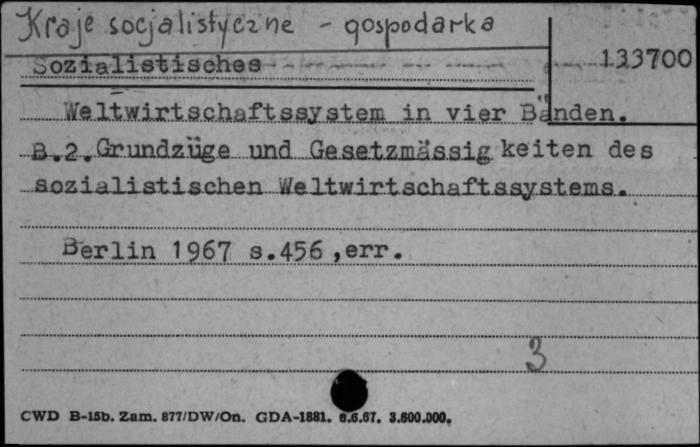 Kraje socjalistyczne - gospodarka
133700
Sozialistisches
Weltwirtschaftssystem in vier Bänden.
B.2.Grundzüge und Gesetzmässig keiten des
sozialistischen Weltwirtschaftssystems.
Berlin 1967 s.456 ,err.
3
CWD B-15b. Zam. 877/DW/On. GDA-1881. 6.6.67. 3.600.000.